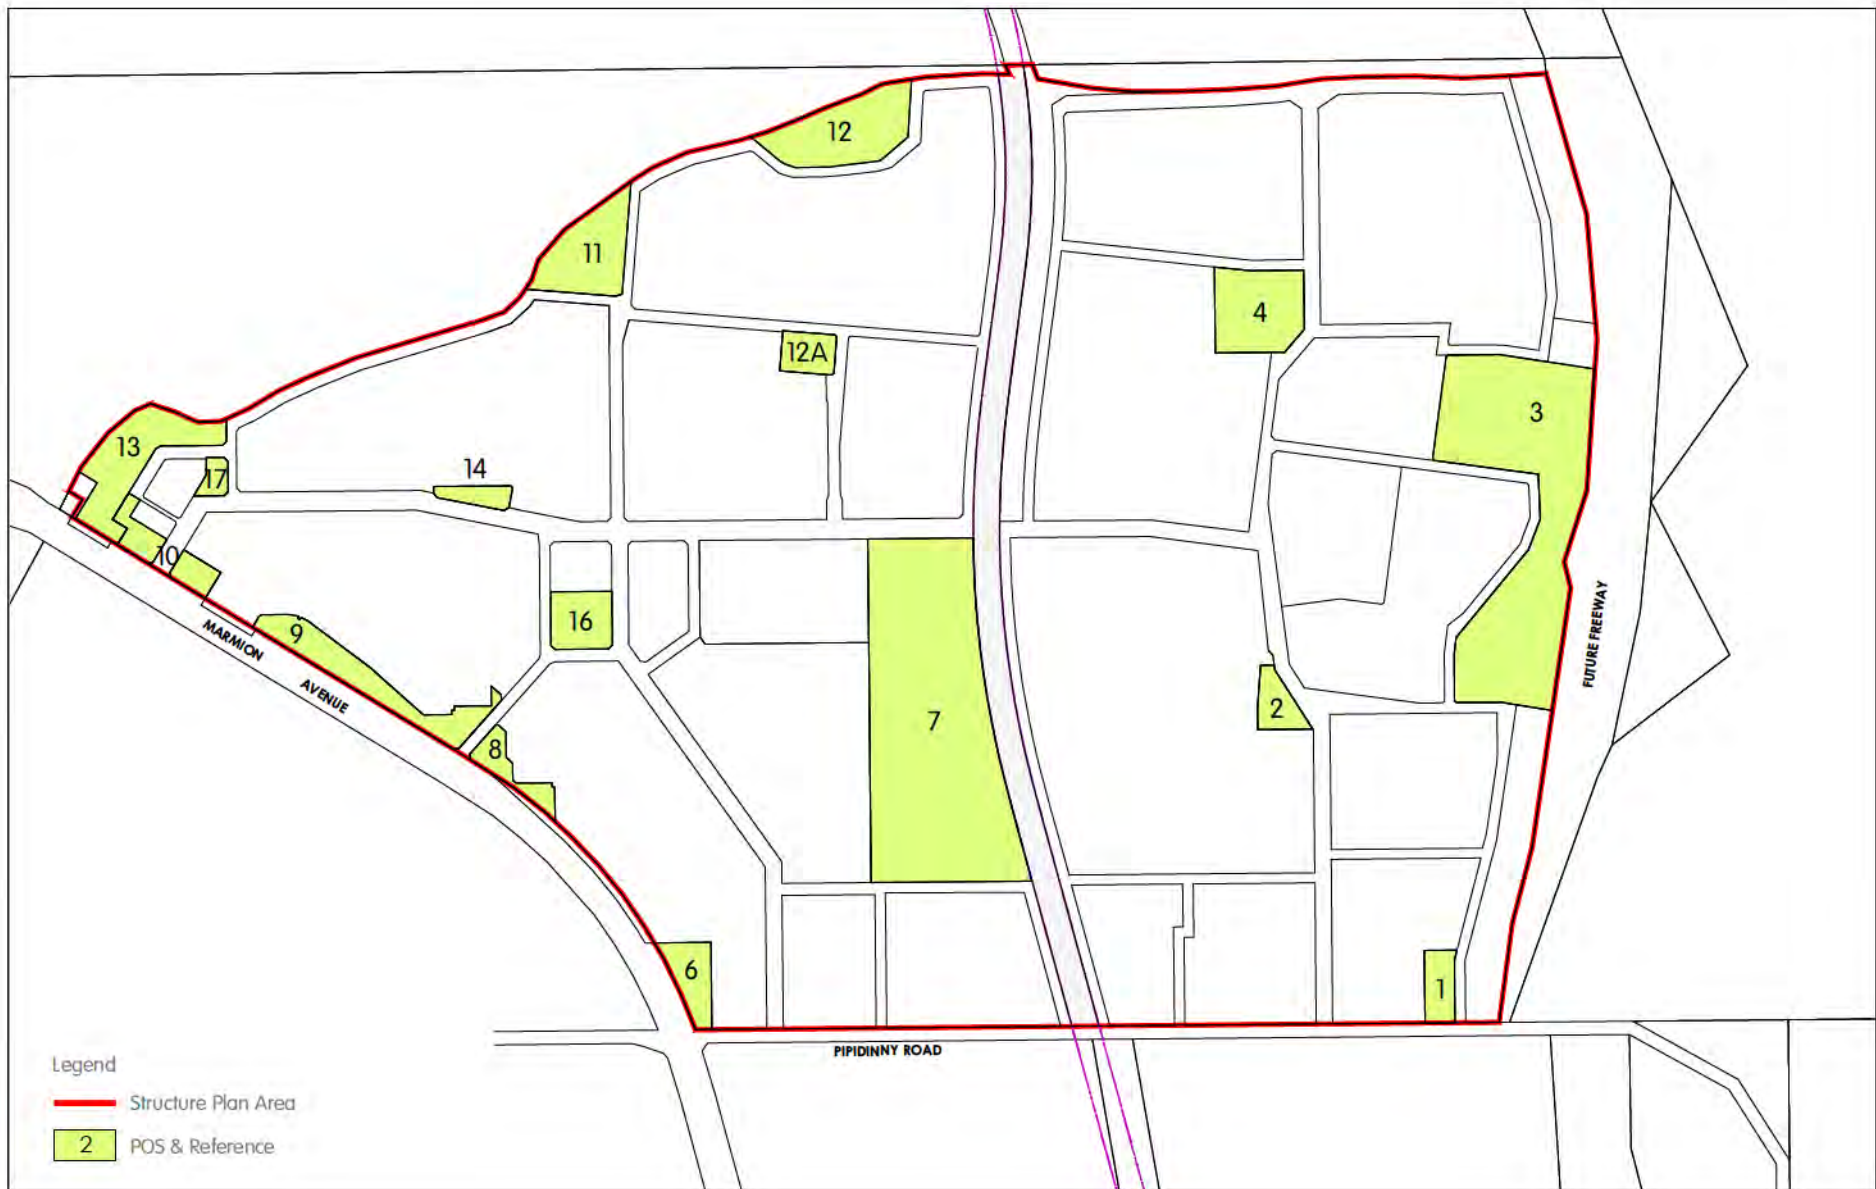 12
11
4
12A
3
13
14
17
10
16
9
MARMION
AVENUE
FUTURE FREEWAY
2
7
8
6
1
PIPIDINNY ROAD
Legend
Structure Plan Area
2 POS & Reference